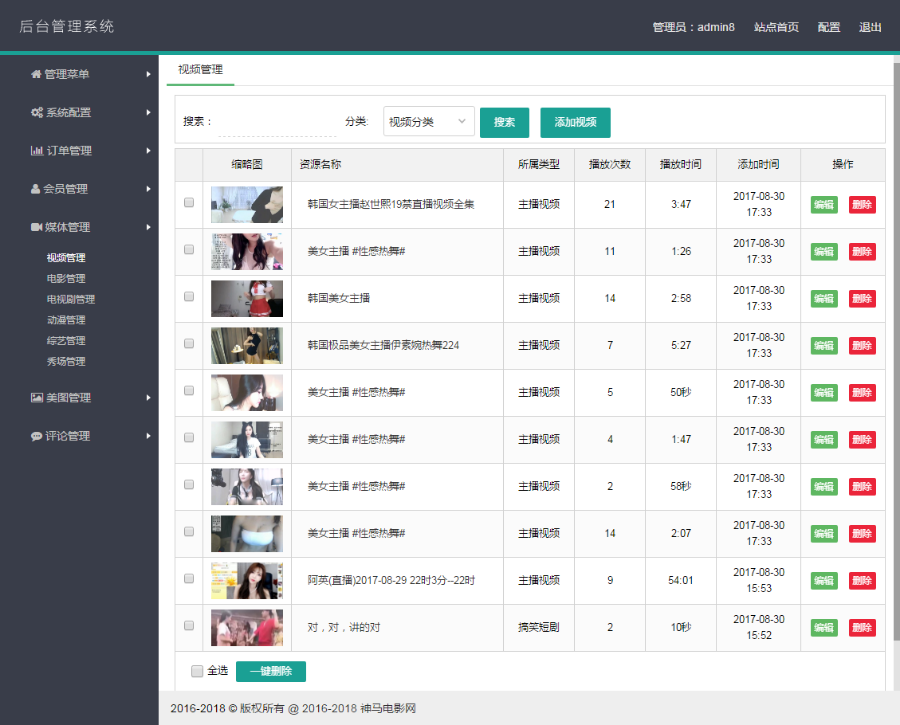 后台管理系统
管理员：admin8 站点首页 配置 退出
管理菜单
系统配置
订单管理
会员管理
媒体管理
视频管理
电影管理
电视剧管理
动漫管理
综艺管理
秀场管理
美图管理
评论管理
视频管理
搜索： 分类: 视频分类 搜索 添加视频
缩略图 资源名称 所属类型 播放次数 播放时间 添加时间 操作
韩国女主播赵世熙19禁直播视频全集 主播视频 21 3:47 2017-08-30 17:33 编辑 删除
美女主播 #性感热舞# 主播视频 11 1:26 2017-08-30 17:33 编辑 删除
韩国美女主播 主播视频 14 2:58 2017-08-30 17:33 编辑 删除
韩国极品美女主播伊素婉热舞224 主播视频 7 5:27 2017-08-30 17:33 编辑 删除
美女主播 #性感热舞# 主播视频 5 50秒 2017-08-30 17:33 编辑 删除
美女主播 #性感热舞# 主播视频 4 1:47 2017-08-30 17:33 编辑 删除
美女主播 #性感热舞# 主播视频 2 58秒 2017-08-30 17:33 编辑 删除
美女主播 #性感热舞# 主播视频 14 2:07 2017-08-30 17:33 编辑 删除
阿英(直播)2017-08-29 22时3分--22时 主播视频 9 54:01 2017-08-30 15:53 编辑 删除
对，对，讲的对 搞笑短剧 2 10秒 2017-08-30 15:52 编辑 删除
全选 一键删除
2016-2018 © 版权所有 @ 2016-2018 神马电影网